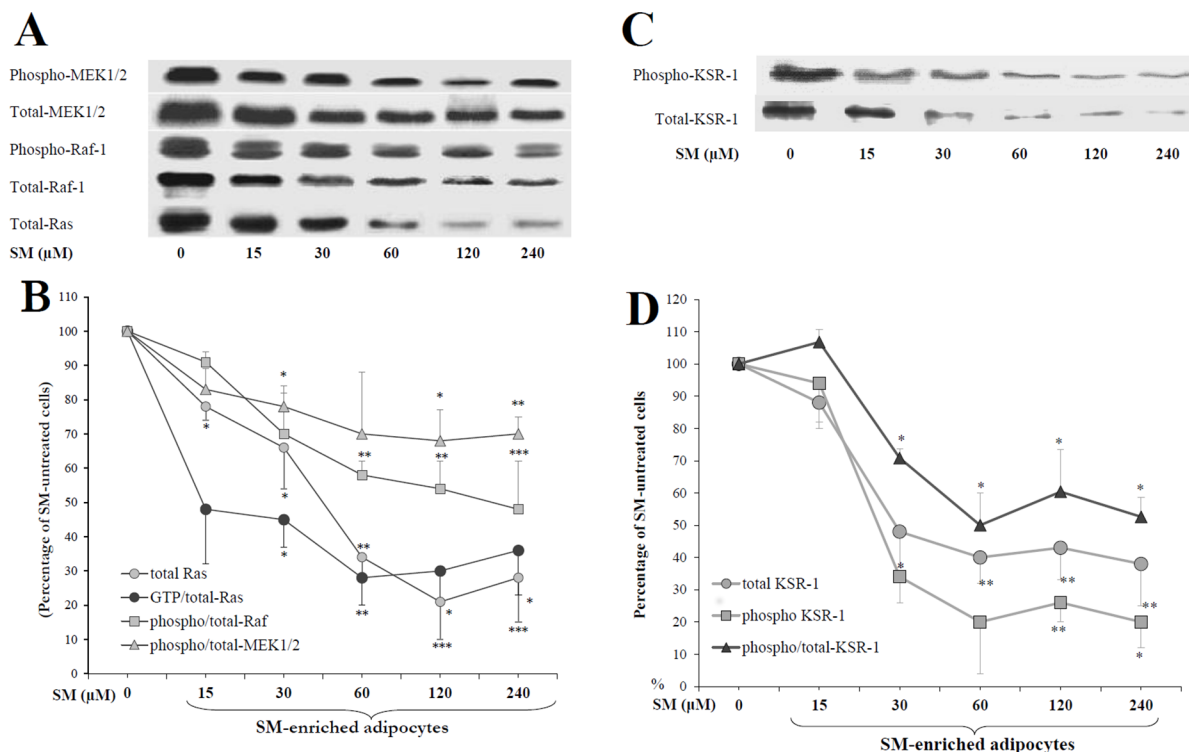 A
Phospho-MEK1/2
Total-MEK1/2
Phospho-Raf-1
Total-Raf-1
Total-Ras
SM (µM) 0 15 30 60 120 240
B
(Percentage of SM-untreated cells)
110
100
90
80
70
60
50
40
30
20
10
0
* * * * ** ** ** *** ** * ** * *** ***
total Ras
GTP/total-Ras
phospho/total-Raf
phospho/total-MEK1/2
SM (µM) 0 15 30 60 120 240
SM-enriched adipocytes
C
Phospho-KSR-1
Total-KSR-1
SM (µM) 0 15 30 60 120 240
D
Percentage of SM-untreated cells
120
110
100
90
80
70
60
50
40
30
20
10
0
%
* * * * * ** ** ** ** *
total KSR-1
phospho KSR-1
phospho/total-KSR-1
SM (µM) 0 15 30 60 120 240
SM-enriched adipocytes